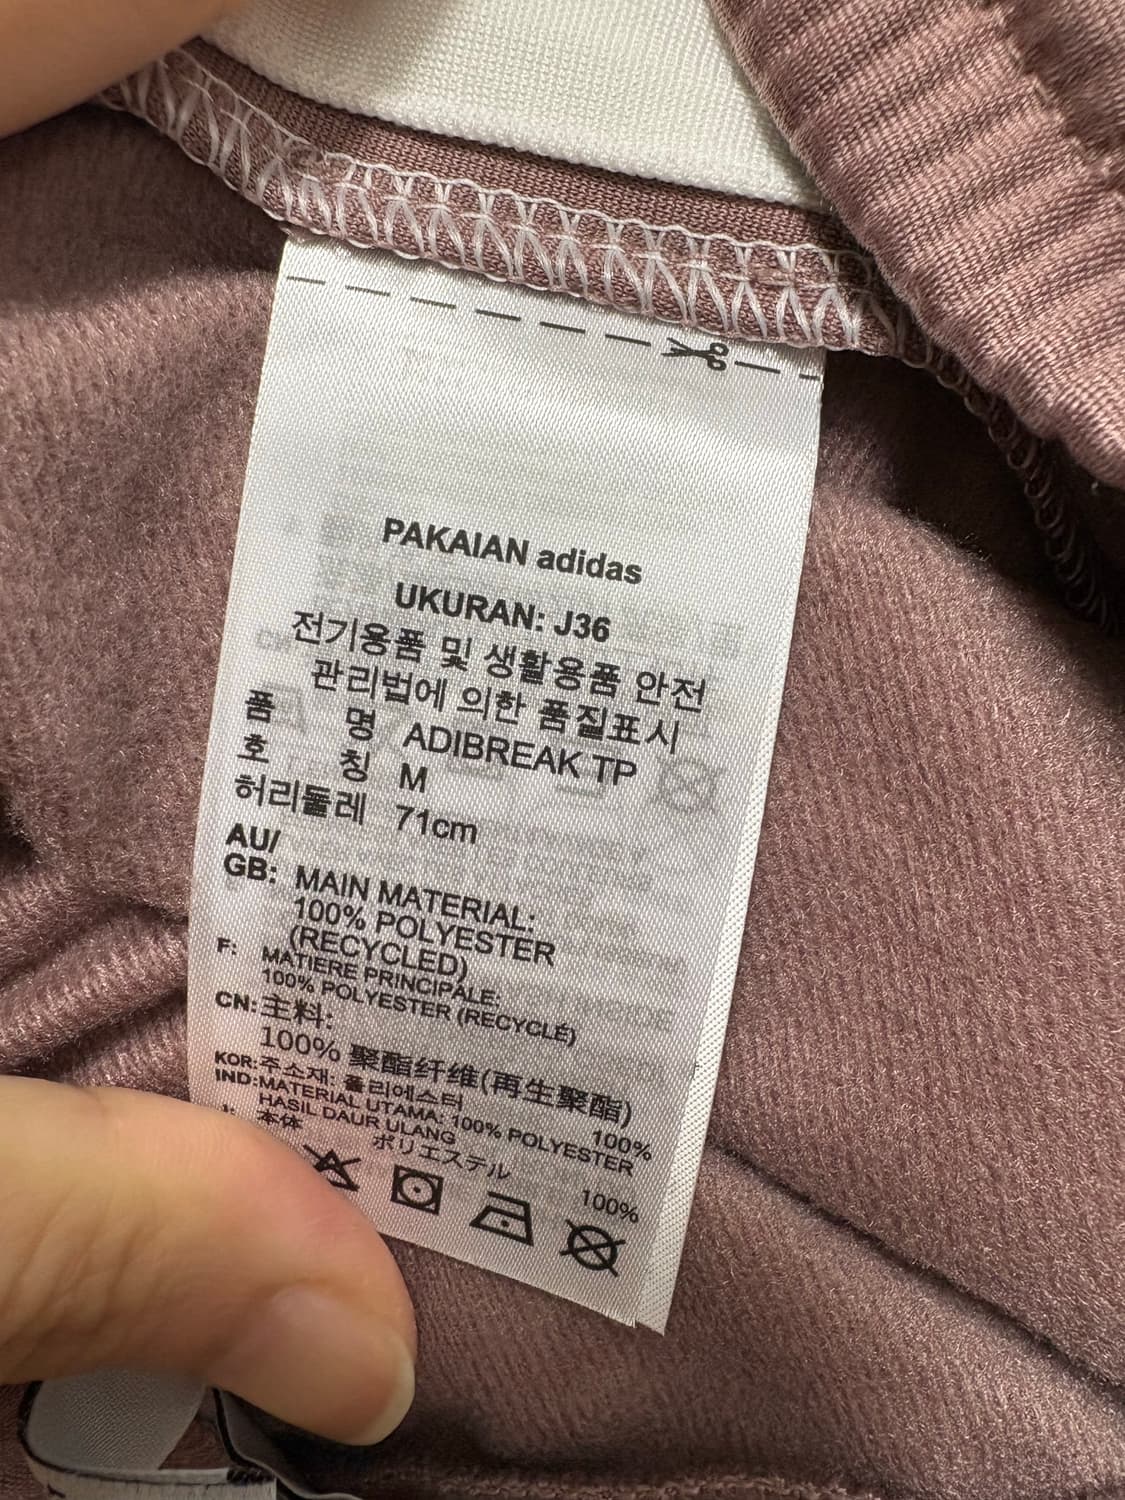 PAKAIAN adidas
UKURAN: J36
전기용품 및 생활용품 안전
관리법에 의한 품질표시
품 명 ADIBREAK TP
호 칭 M
허리둘레 71cm
AU/
GB: MAIN MATERIAL:
100% POLYESTER
(RECYCLED)
F: MATIERE PRINCIPALE:
100% POLYESTER (RECYCLÉ)
CN: 主料:
100% 聚酯纤维(再生聚酯)
KOR: 주소재: 폴리에스터 100%
IND: MATERIAL UTAMA: 100% POLYESTER
HASIL DAUR ULANG
本体 ポリエステル 100%